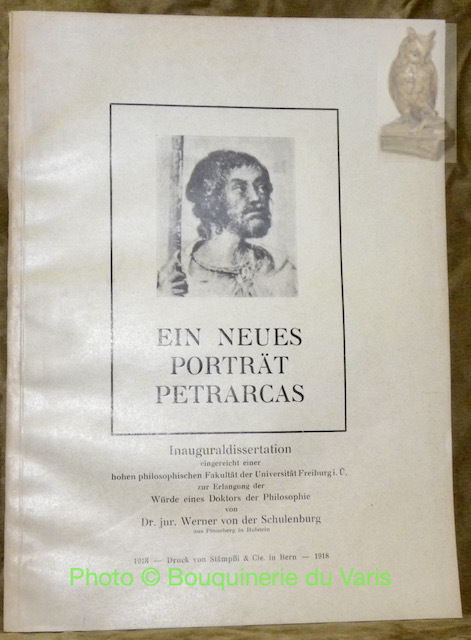 EIN NEUES
PORTRÄT
PETRARCAS
Inauguraldissertation
eingereicht einer
hohen philosophischen Fakultät der Universität Freiburg i. Ü.
zur Erlangung der
Würde eines Doktors der Philosophie
von
Dr. jur. Werner von der Schulenburg
aus Pinneberg in Holstein
1918 — Druck von Stämpfli & Cie. in Bern — 1918
Photo © Bouquinerie du Varis